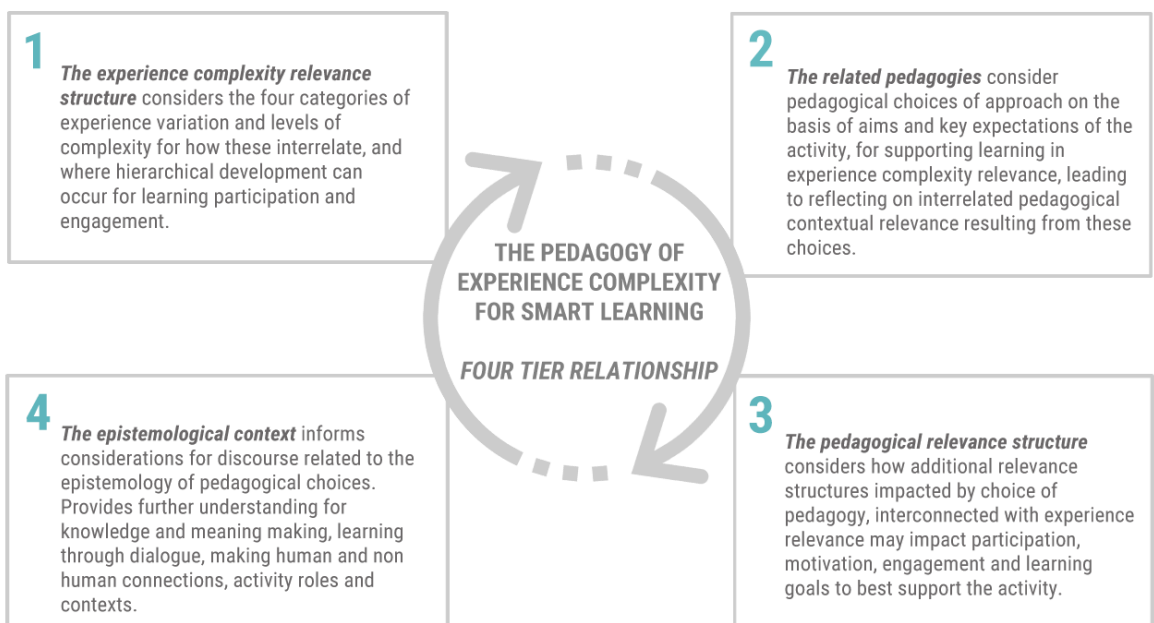 1
The experience complexity relevance
structure considers the four categories of
experience variation and levels of
complexity for how these interrelate, and
where hierarchical development can
occur for learning participation and
engagement.
2
The related pedagogies consider
pedagogical choices of approach on the
basis of aims and key expectations of the
activity, for supporting learning in
experience complexity relevance, leading
to reflecting on interrelated pedagogical
contextual relevance resulting from these
choices.
THE PEDAGOGY OF
EXPERIENCE COMPLEXITY
FOR SMART LEARNING
FOUR TIER RELATIONSHIP
3
The pedagogical relevance structure
considers how additional relevance
structures impacted by choice of
pedagogy, interconnected with experience
relevance may impact participation,
motivation, engagement and learning
goals to best support the activity.
4
The epistemological context informs
considerations for discourse related to the
epistemology of pedagogical choices.
Provides further understanding for
knowledge and meaning making, learning
through dialogue, making human and non
human connections, activity roles and
contexts.